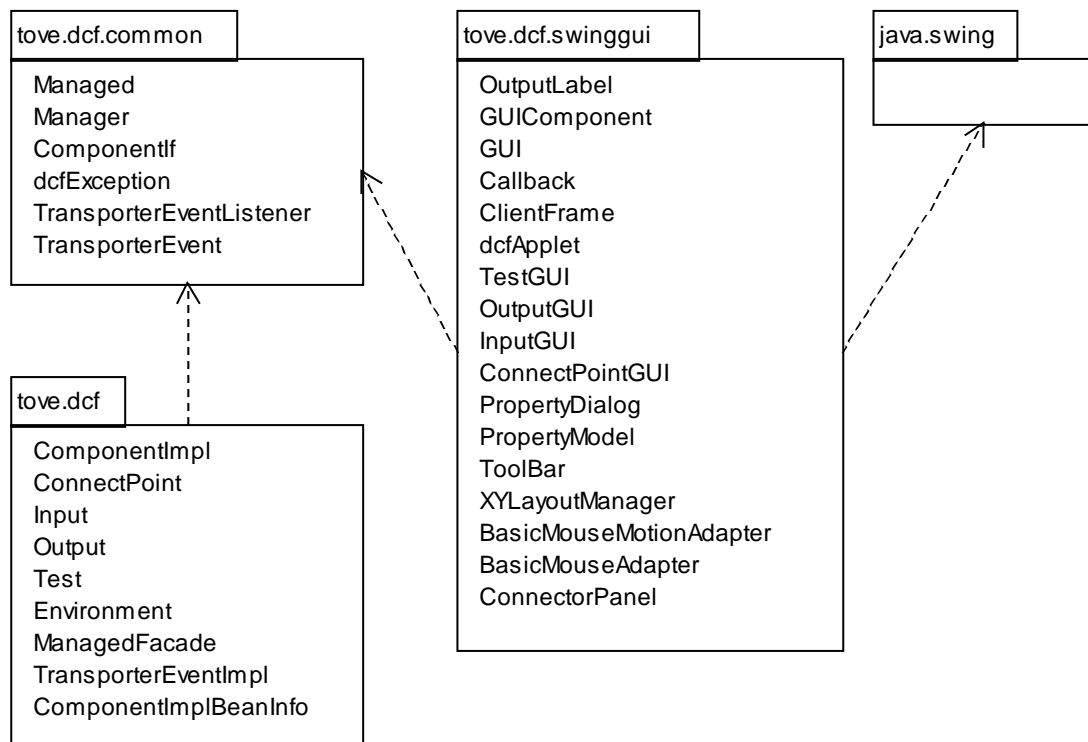 tove.dcf.common
Managed
Manager
ComponentIf
dcfException
TransporterEventListener
TransporterEvent
tove.dcf
ComponentImpl
ConnectPoint
Input
Output
Test
Environment
ManagedFacade
TransporterEventImpl
ComponentImplBeanInfo
tove.dcf.swinggui
OutputLabel
GUIComponent
GUI
Callback
ClientFrame
dcfApplet
TestGUI
OutputGUI
InputGUI
ConnectPointGUI
PropertyDialog
PropertyModel
ToolBar
XYLayoutManager
BasicMouseMotionAdapter
BasicMouseAdapter
ConnectorPanel
java.swing